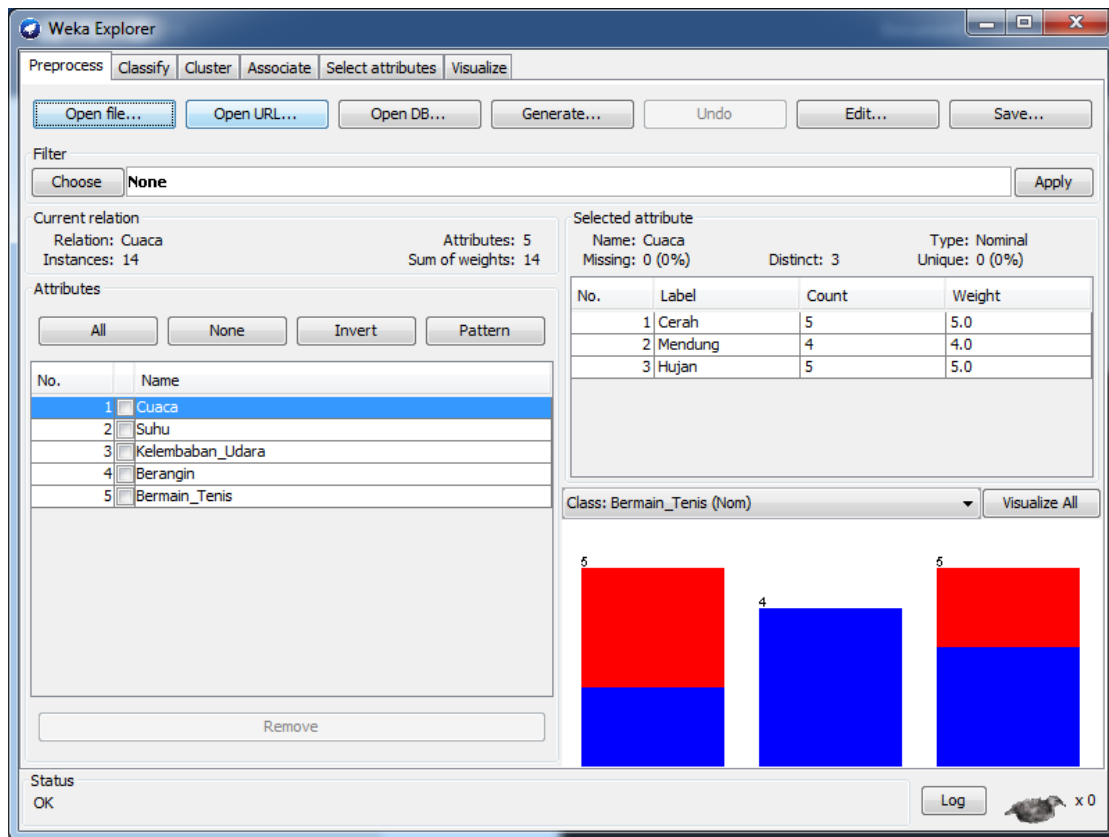 Weka Explorer
Preprocess Classify Cluster Associate Select attributes Visualize
Open file... Open URL... Open DB... Generate... Undo Edit... Save...
Filter
Choose None Apply
Current relation
Relation: Cuaca Attributes: 5
Instances: 14 Sum of weights: 14
Attributes
All None Invert Pattern
No. Name
1 Cuaca
2 Suhu
3 Kelembaban_Udara
4 Berangin
5 Bermain_Tenis
Remove
Selected attribute
Name: Cuaca Type: Nominal
Missing: 0 (0%) Distinct: 3 Unique: 0 (0%)
No. Label Count Weight
1 Cerah 5 5.0
2 Mendung 4 4.0
3 Hujan 5 5.0
Class: Bermain_Tenis (Nom) Visualize All
5 4 5
Status
OK
Log x 0